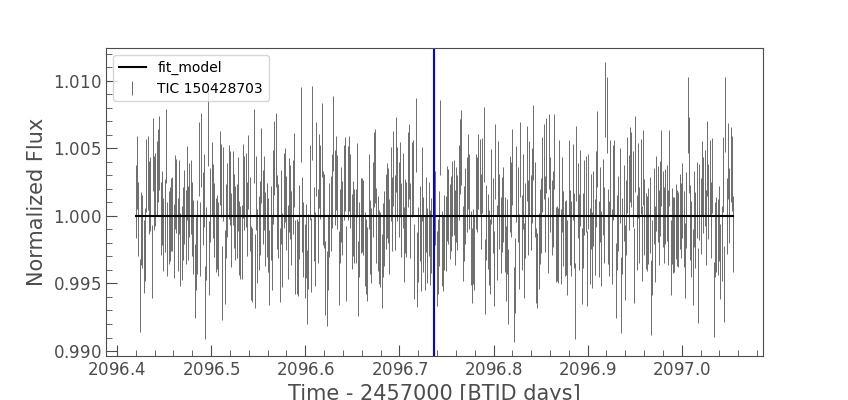 fit_model
TIC 150428703
Normalized Flux
1.010
1.005
1.000
0.995
0.990
2096.4 2096.5 2096.6 2096.7 2096.8 2096.9 2097.0
Time - 2457000 [BTJD days]